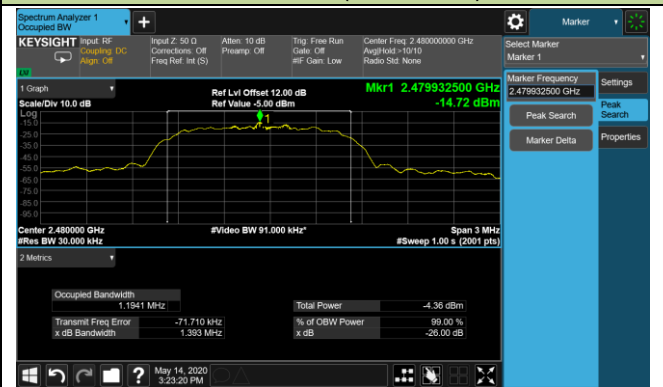 Spectrum Analyzer 1
Occupied BW
Marker
KEYSIGHT
Input: RF
Coupling: DC
Align: Off
Input Z: 50 Ω
Corrections: Off
Freq Ref: Int (S)
Atten: 10 dB
Preamp: Off
Trig: Free Run
Gate: Off
#IF Gain: Low
Center Freq: 2.480000000 GHz
Avg|Hold:>10/10
Radio Std: None
Select Marker
Marker 1
LV
1 Graph
Scale/Div 10.0 dB
Ref Lvl Offset 12.00 dB
Ref Value -5.00 dBm
Mkr1 2.479932500 GHz
-14.72 dBm
Marker Frequency
2.479932500 GHz
Settings
Peak Search
Peak Search
Marker Delta
Properties
Log
-15.0
-25.0
-35.0
-45.0
-55.0
-65.0
-75.0
-85.0
-95.0
1
Center 2.480000 GHz
#Res BW 30.000 kHz
#Video BW 91.000 kHz*
Span 3 MHz
#Sweep 1.00 s (2001 pts)
2 Metrics
Occupied Bandwidth
1.1941 MHz
Total Power -4.36 dBm
Transmit Freq Error -71.710 kHz
% of OBW Power 99.00 %
x dB Bandwidth 1.393 MHz
x dB -26.00 dB
?
May 14, 2020
3:23:20 PM